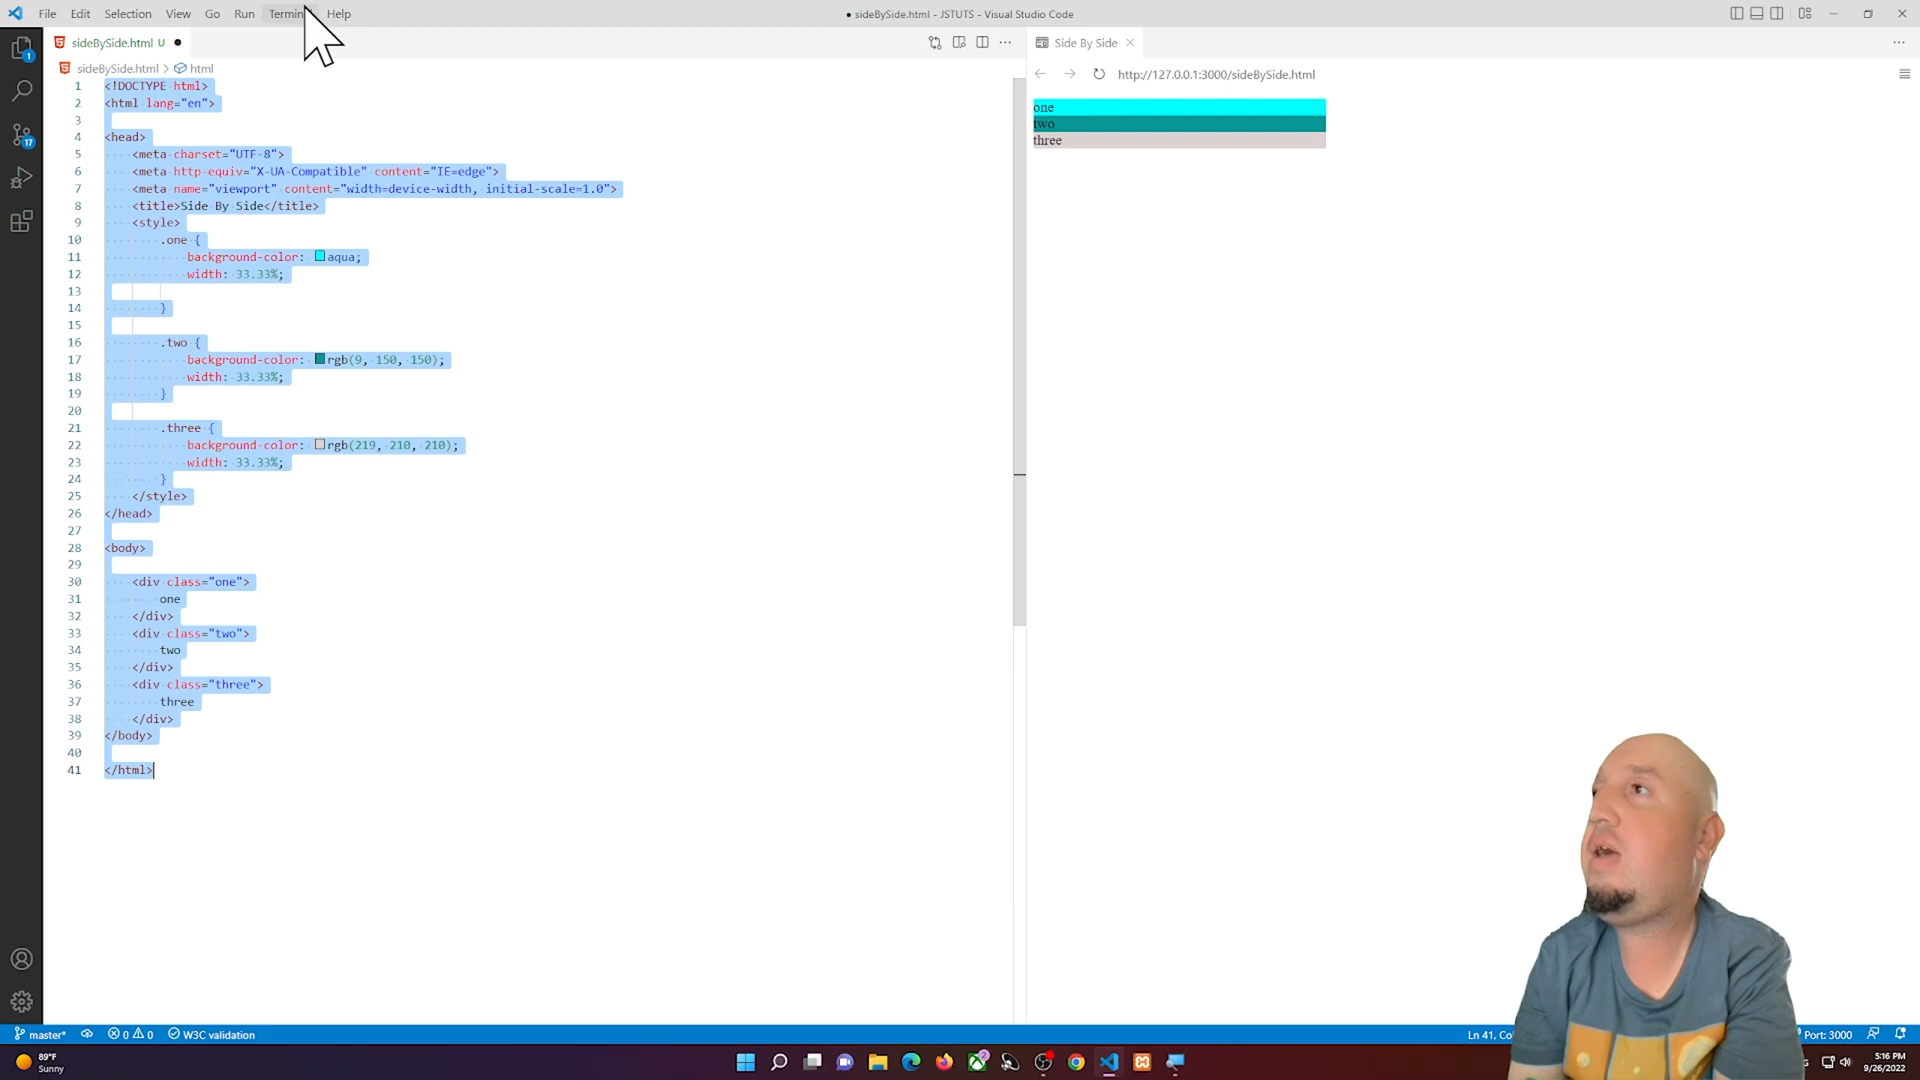 File Edit Selection View Go Run Help
● sideBySide.html - JSTUTS - Visual Studio Code
sideBySide.html U ●
Side By Side
sideBySide.html > html
http://127.0.0.1:3000/sideBySide.html
1 <!DOCTYPE html>
2 <html lang="en">
3
4 <head>
5 <meta charset="UTF-8">
6 <meta http-equiv="X-UA-Compatible" content="IE=edge">
7 <meta name="viewport" content="width=device-width, initial-scale=1.0">
8 <title>Side By Side</title>
9 <style>
10 .one {
11 background-color: aqua;
12 width: 33.33%;
13
14 }
15
16 .two {
17 background-color: rgb(9, 150, 150);
18 width: 33.33%;
19 }
20
21 .three {
22 background-color: rgb(219, 210, 210);
23 width: 33.33%;
24 }
25 </style>
26 </head>
27
28 <body>
29
30 <div class="one">
31 one
32 </div>
33 <div class="two">
34 two
35 </div>
36 <div class="three">
37 three
38 </div>
39 </body>
40
41 </html>
one
two
three
1
17
master* 0 0 W3C validation
Ln 41,
Port: 3000
89°F
Sunny
2
5:16 PM
9/26/2022